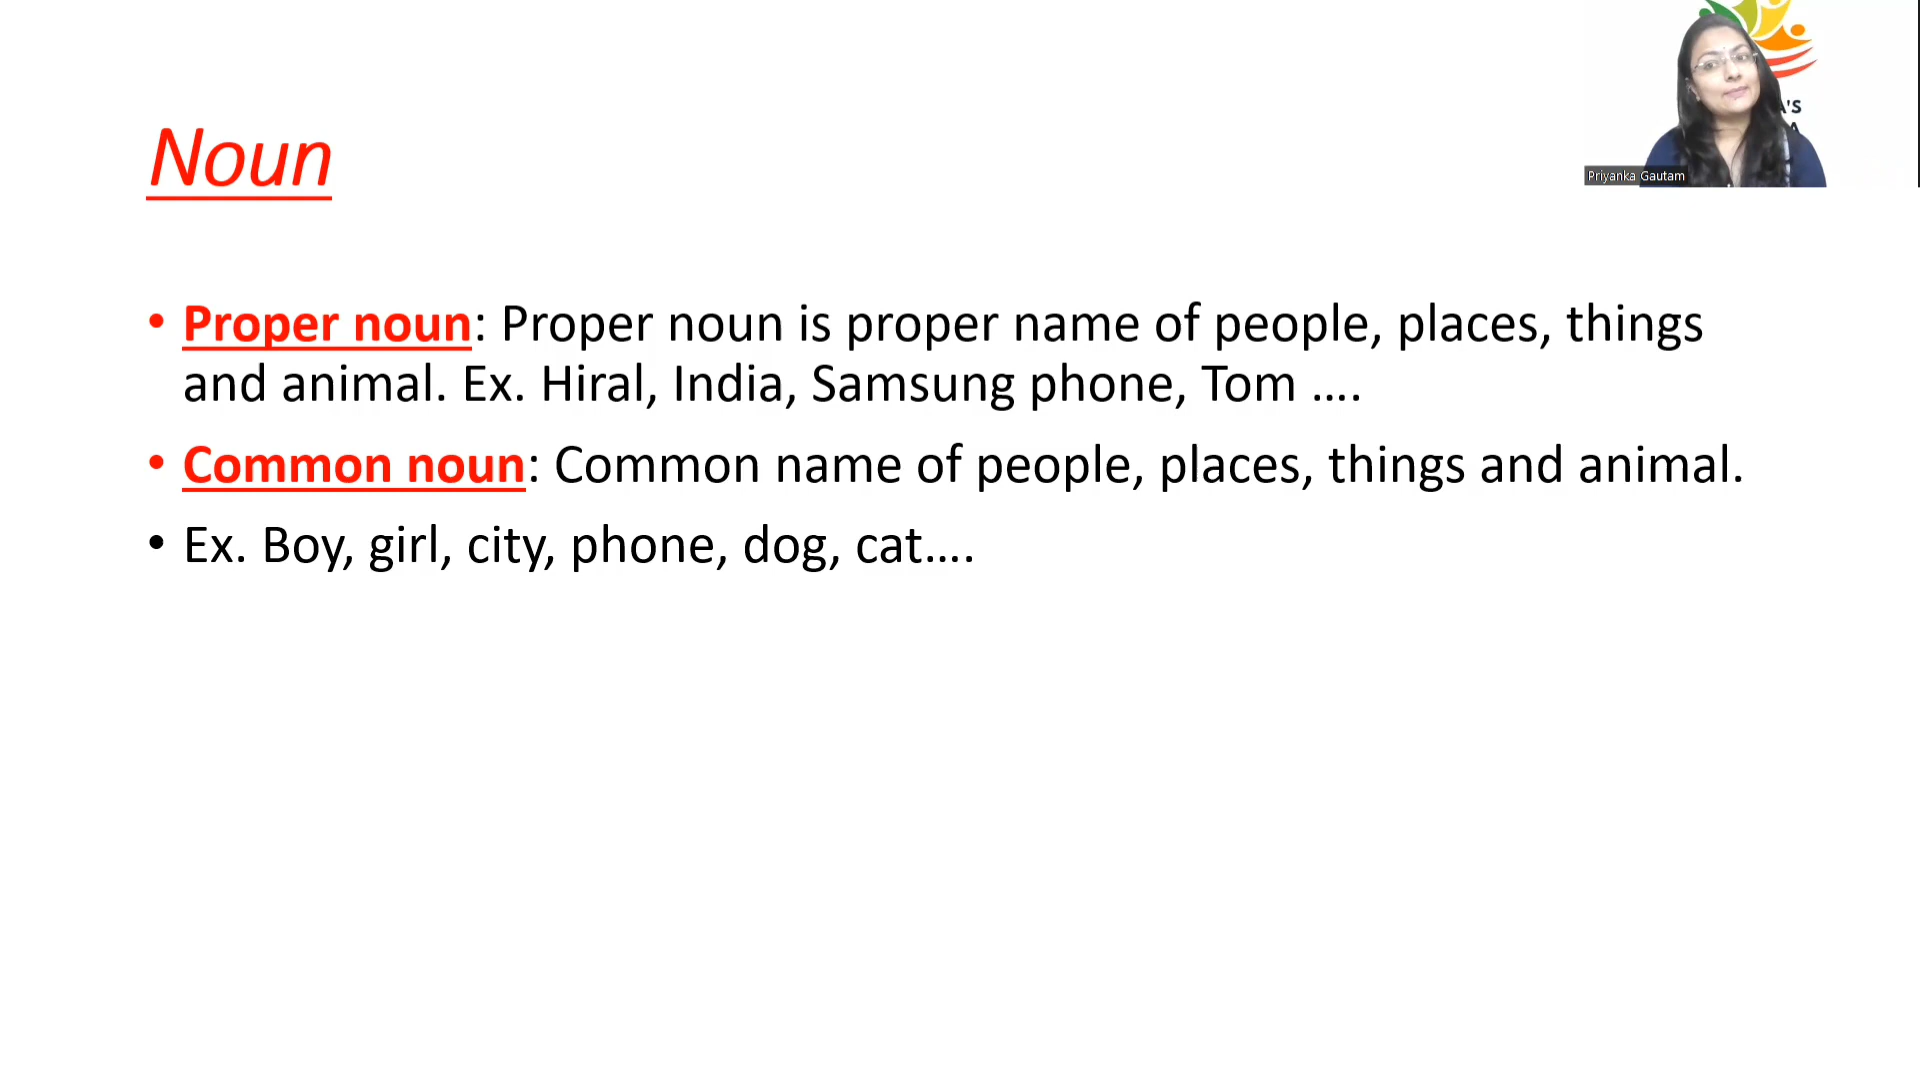 Noun
'S
A
Priyanka Gautam
• Proper noun: Proper noun is proper name of people, places, things
and animal. Ex. Hiral, India, Samsung phone, Tom ....
• Common noun: Common name of people, places, things and animal.
• Ex. Boy, girl, city, phone, dog, cat....